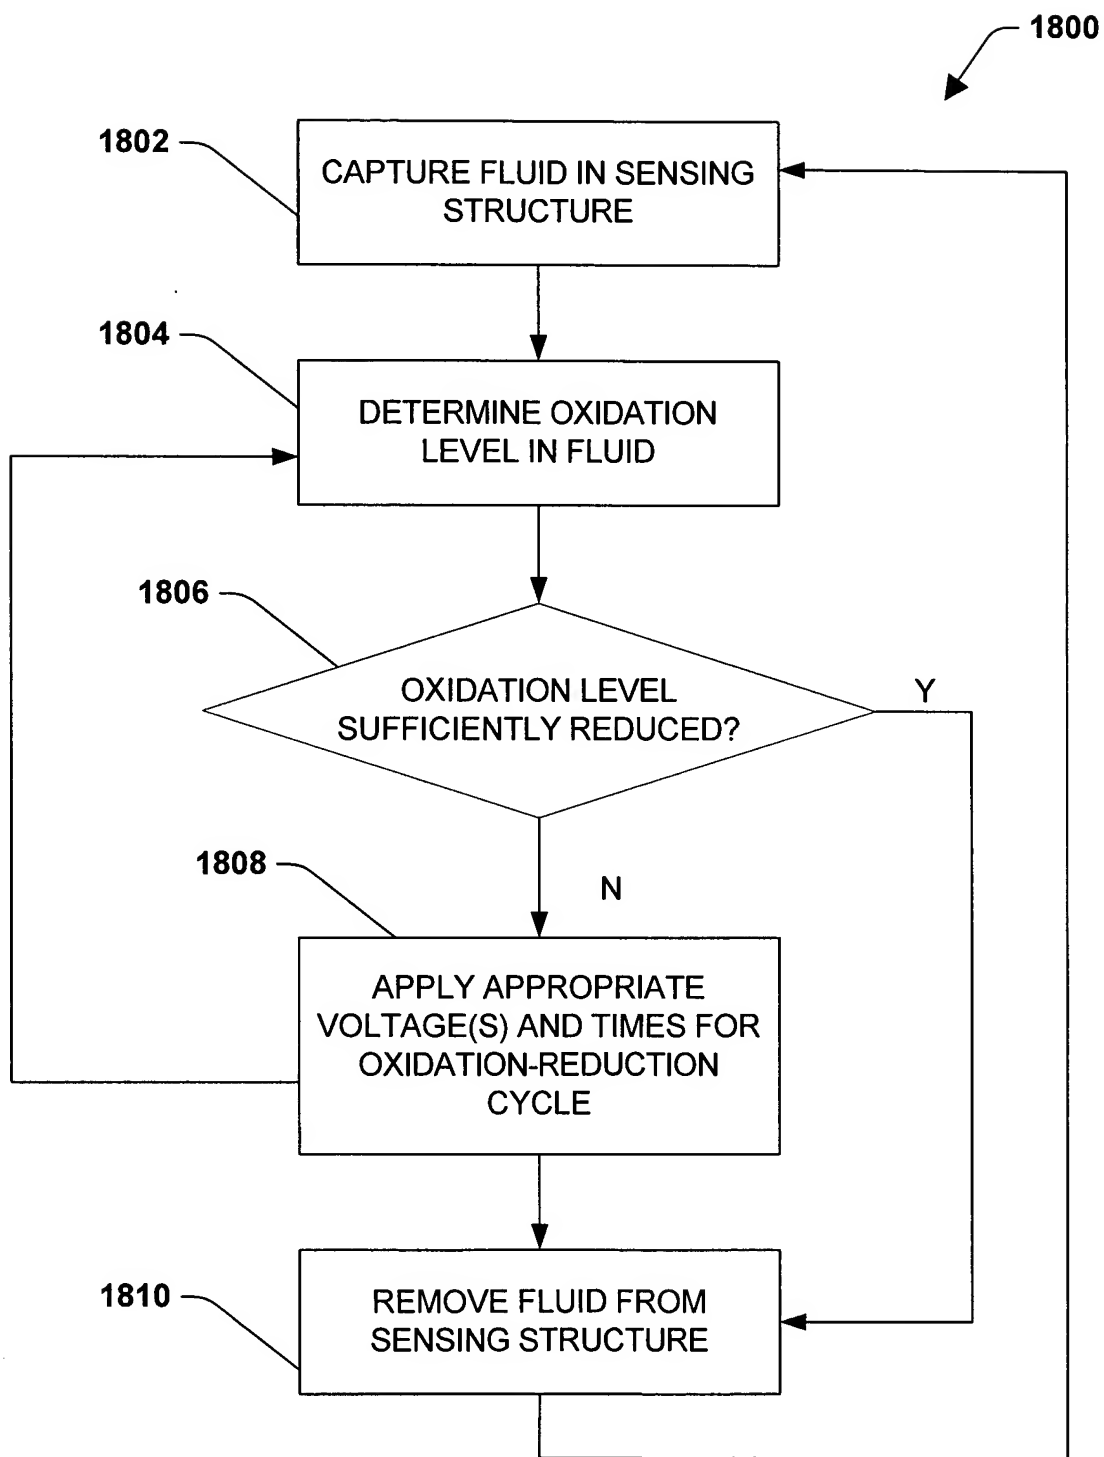 1800
1802
CAPTURE FLUID IN SENSING
STRUCTURE
1804
DETERMINE OXIDATION
LEVEL IN FLUID
1806
OXIDATION LEVEL
SUFFICIENTLY REDUCED?
Y
1808
N
APPLY APPROPRIATE
VOLTAGE(S) AND TIMES FOR
OXIDATION-REDUCTION
CYCLE
1810
REMOVE FLUID FROM
SENSING STRUCTURE